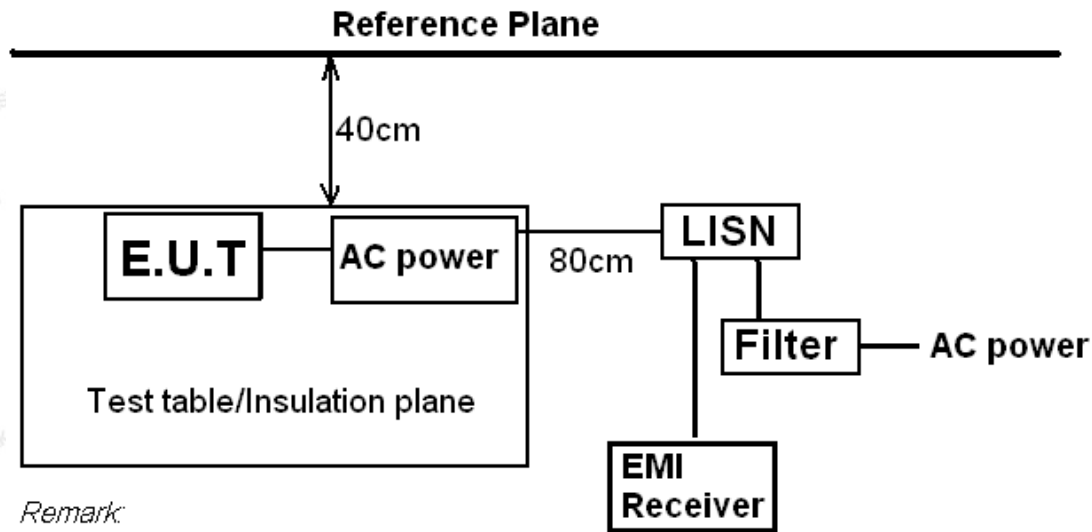 Reference Plane
40cm
E.U.T
AC power
80cm
LISN
Filter
AC power
Test table/Insulation plane
EMI
Receiver
Remark: